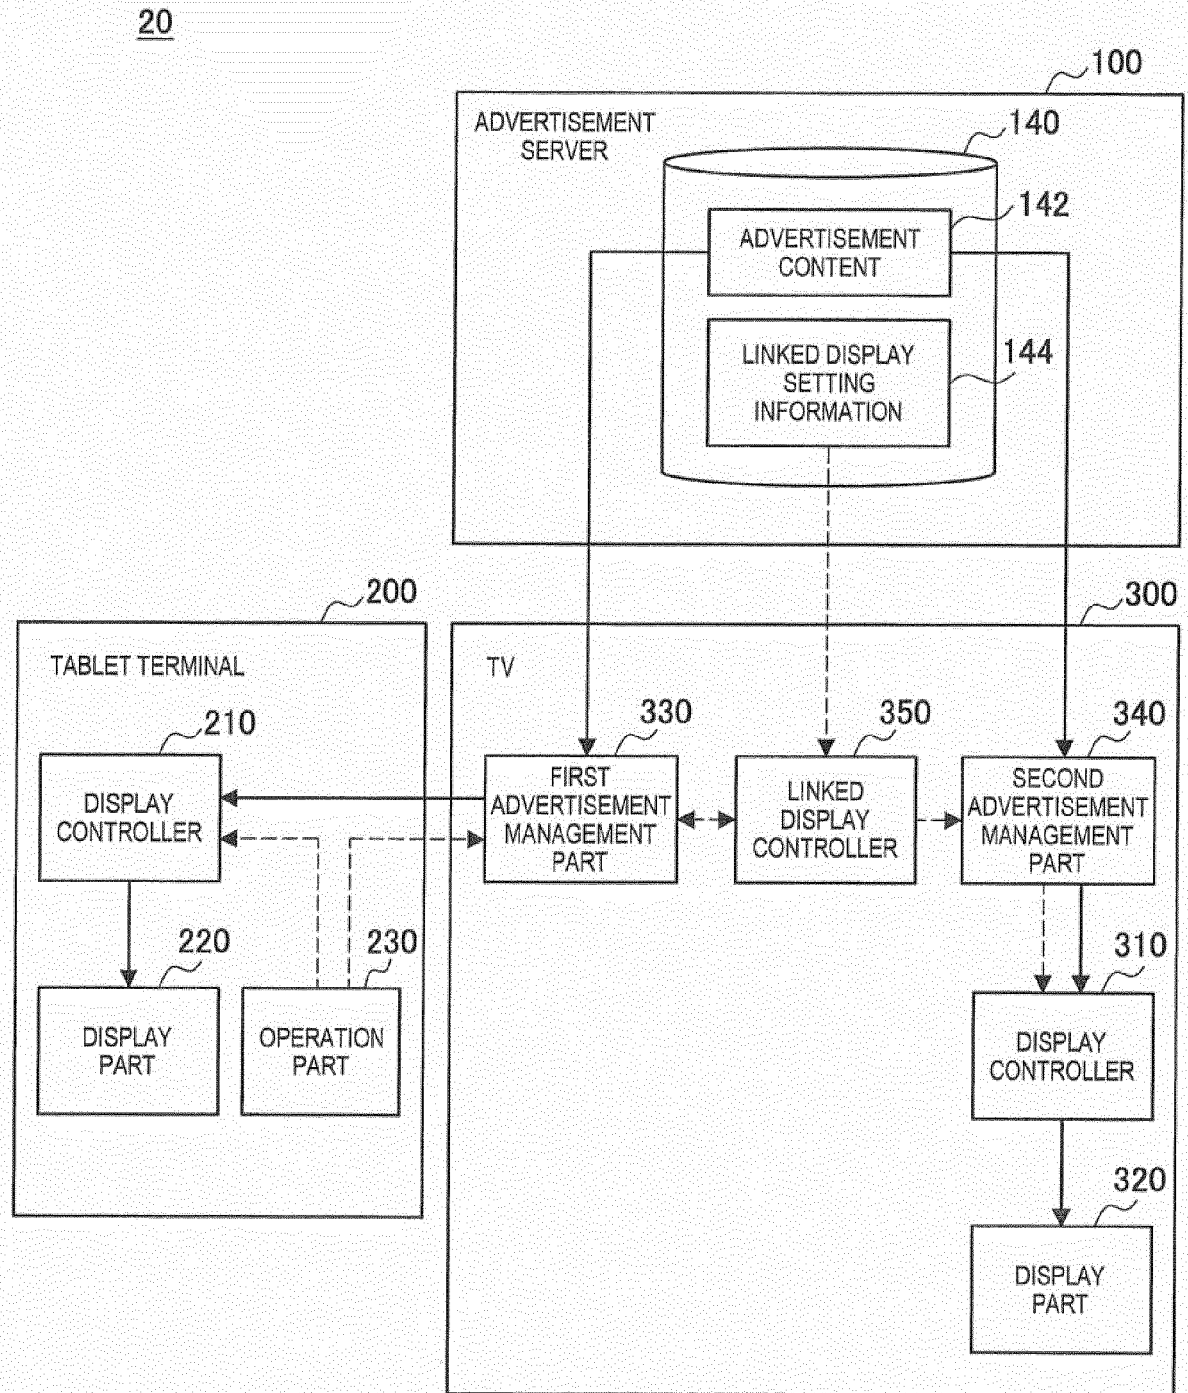 20
100
ADVERTISEMENT
SERVER
140
142
ADVERTISEMENT
CONTENT
144
LINKED DISPLAY
SETTING
INFORMATION
200
TABLET TERMINAL
210
DISPLAY
CONTROLLER
220
DISPLAY
PART
230
OPERATION
PART
300
TV
330
FIRST
ADVERTISEMENT
MANAGEMENT
PART
350
LINKED
DISPLAY
CONTROLLER
340
SECOND
ADVERTISEMENT
MANAGEMENT
PART
310
DISPLAY
CONTROLLER
320
DISPLAY
PART